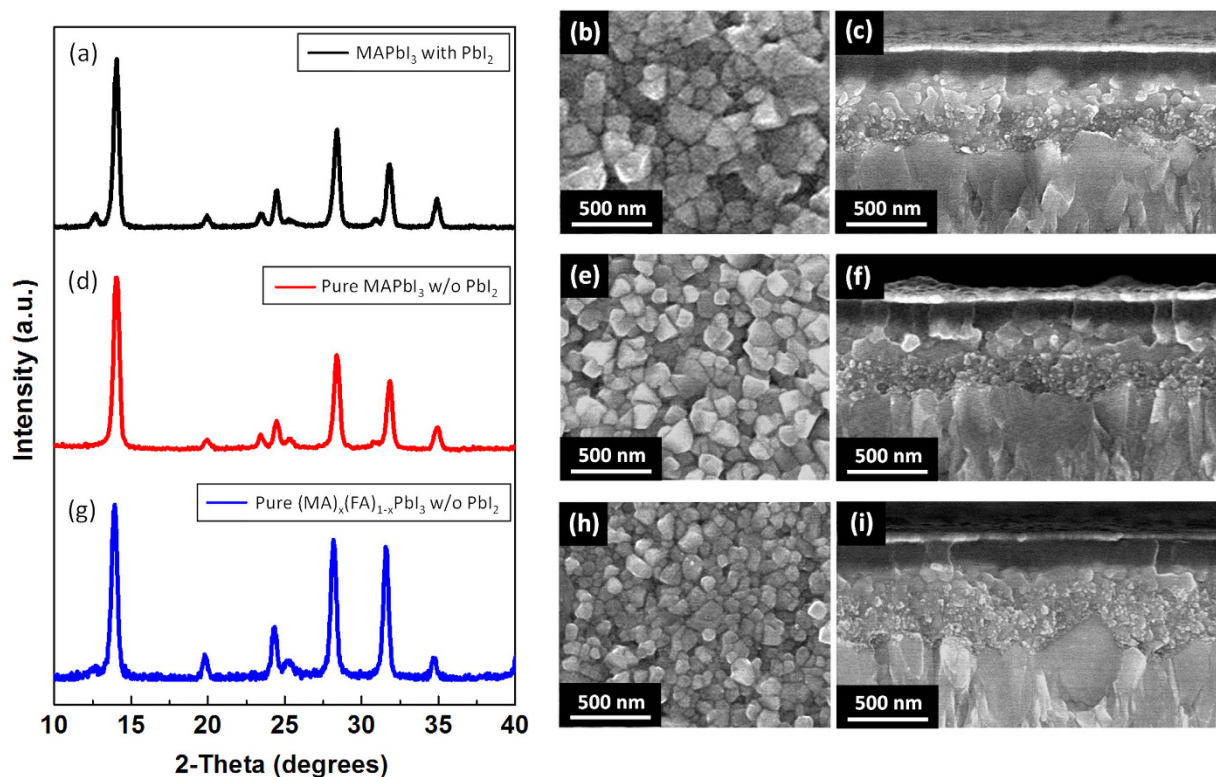 (a)
MAPbI₃ with PbI₂
(d)
Pure MAPbI₃ w/o PbI₂
(g)
Pure (MA)ₓ(FA)₁₋ₓPbI₃ w/o PbI₂
Intensity (a.u.)
10 15 20 25 30 35 40
2-Theta (degrees)
(b)
500 nm
(c)
500 nm
(e)
500 nm
(f)
500 nm
(h)
500 nm
(i)
500 nm